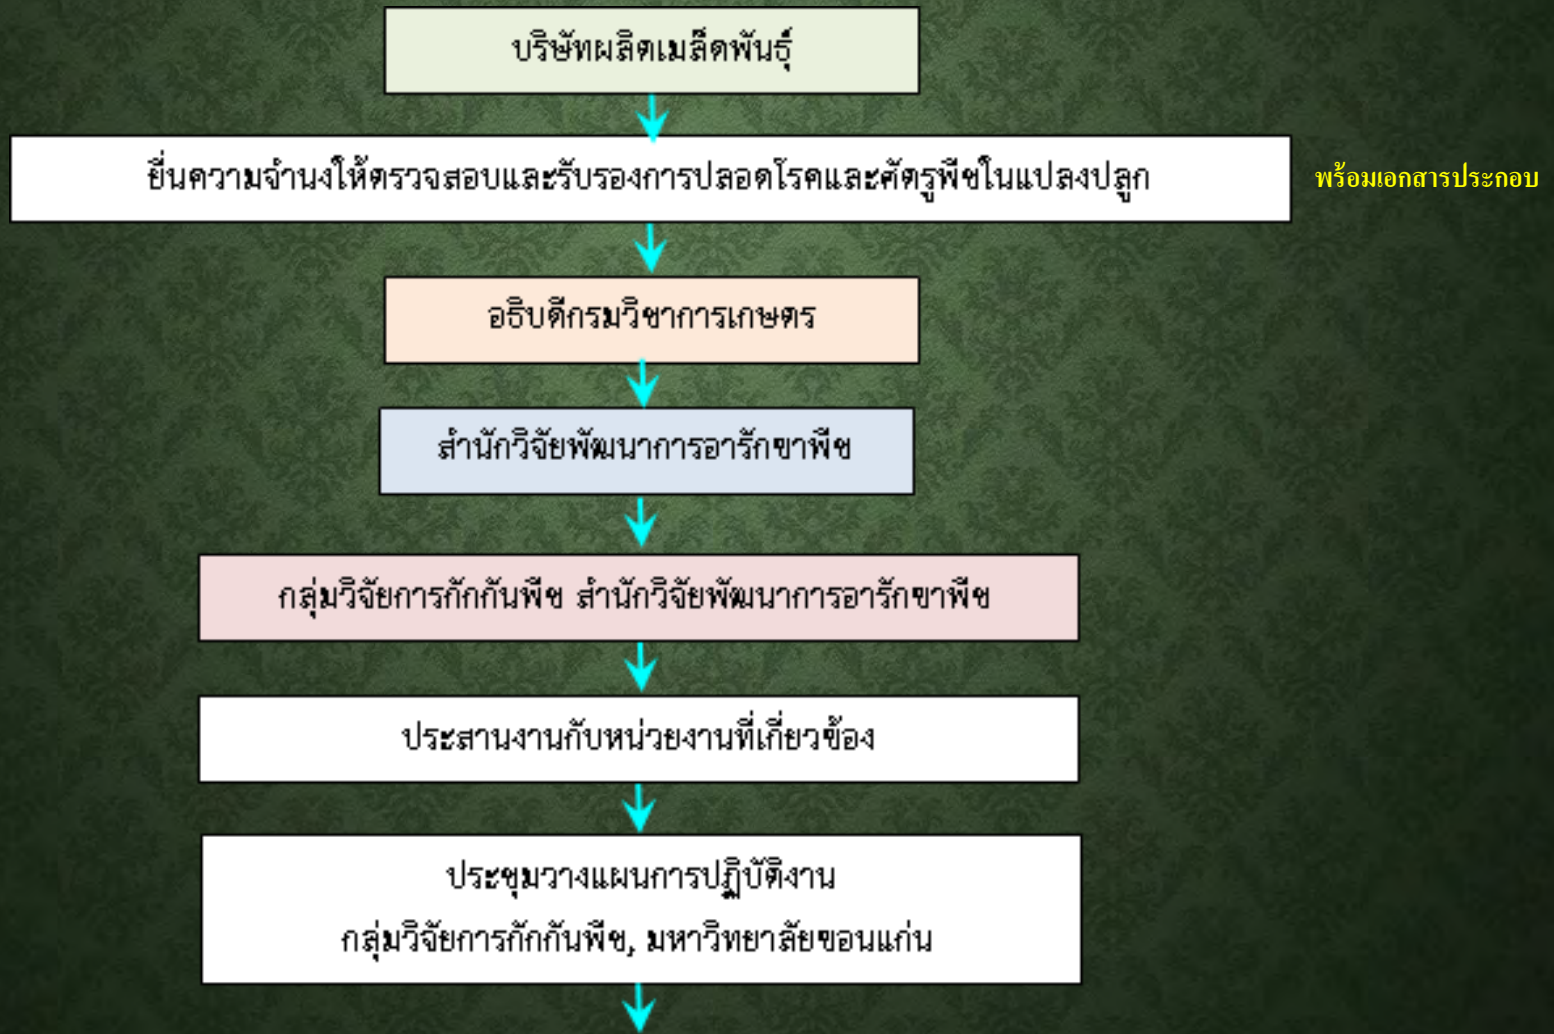 บริษัทผลิตเมล็ดพันธุ์
ยื่นความจำนงให้ตรวจสอบและรับรองการปลอดโรคและศัตรูพืชในแปลงปลูก
พร้อมเอกสารประกอบ
อธิบดีกรมวิชาการเกษตร
สำนักวิจัยพัฒนาการอารักขาพืช
กลุ่มวิจัยการกักกันพืช สำนักวิจัยพัฒนาการอารักขาพืช
ประสานงานกับหน่วยงานที่เกี่ยวข้อง
ประชุมวางแผนการปฏิบัติงาน
กลุ่มวิจัยการกักกันพืช, มหาวิทยาลัยขอนแก่น